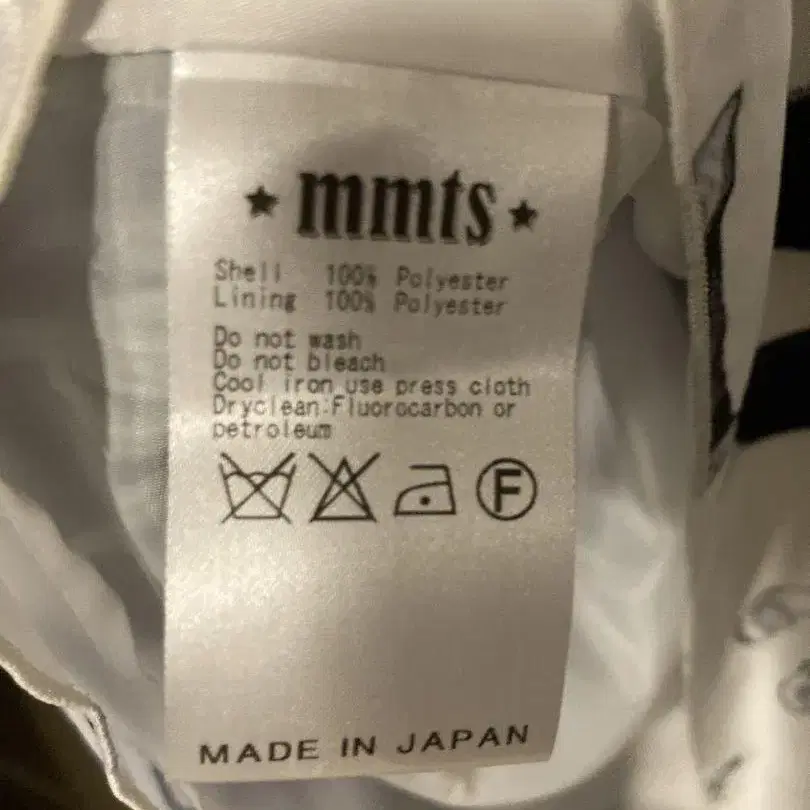 ★ mmts ★
Shell 100% Polyester
Lining 100% Polyester
Do not wash
Do not bleach
Cool iron use press cloth
Dryclean:Fluorocarbon or
petroleum
F
MADE IN JAPAN